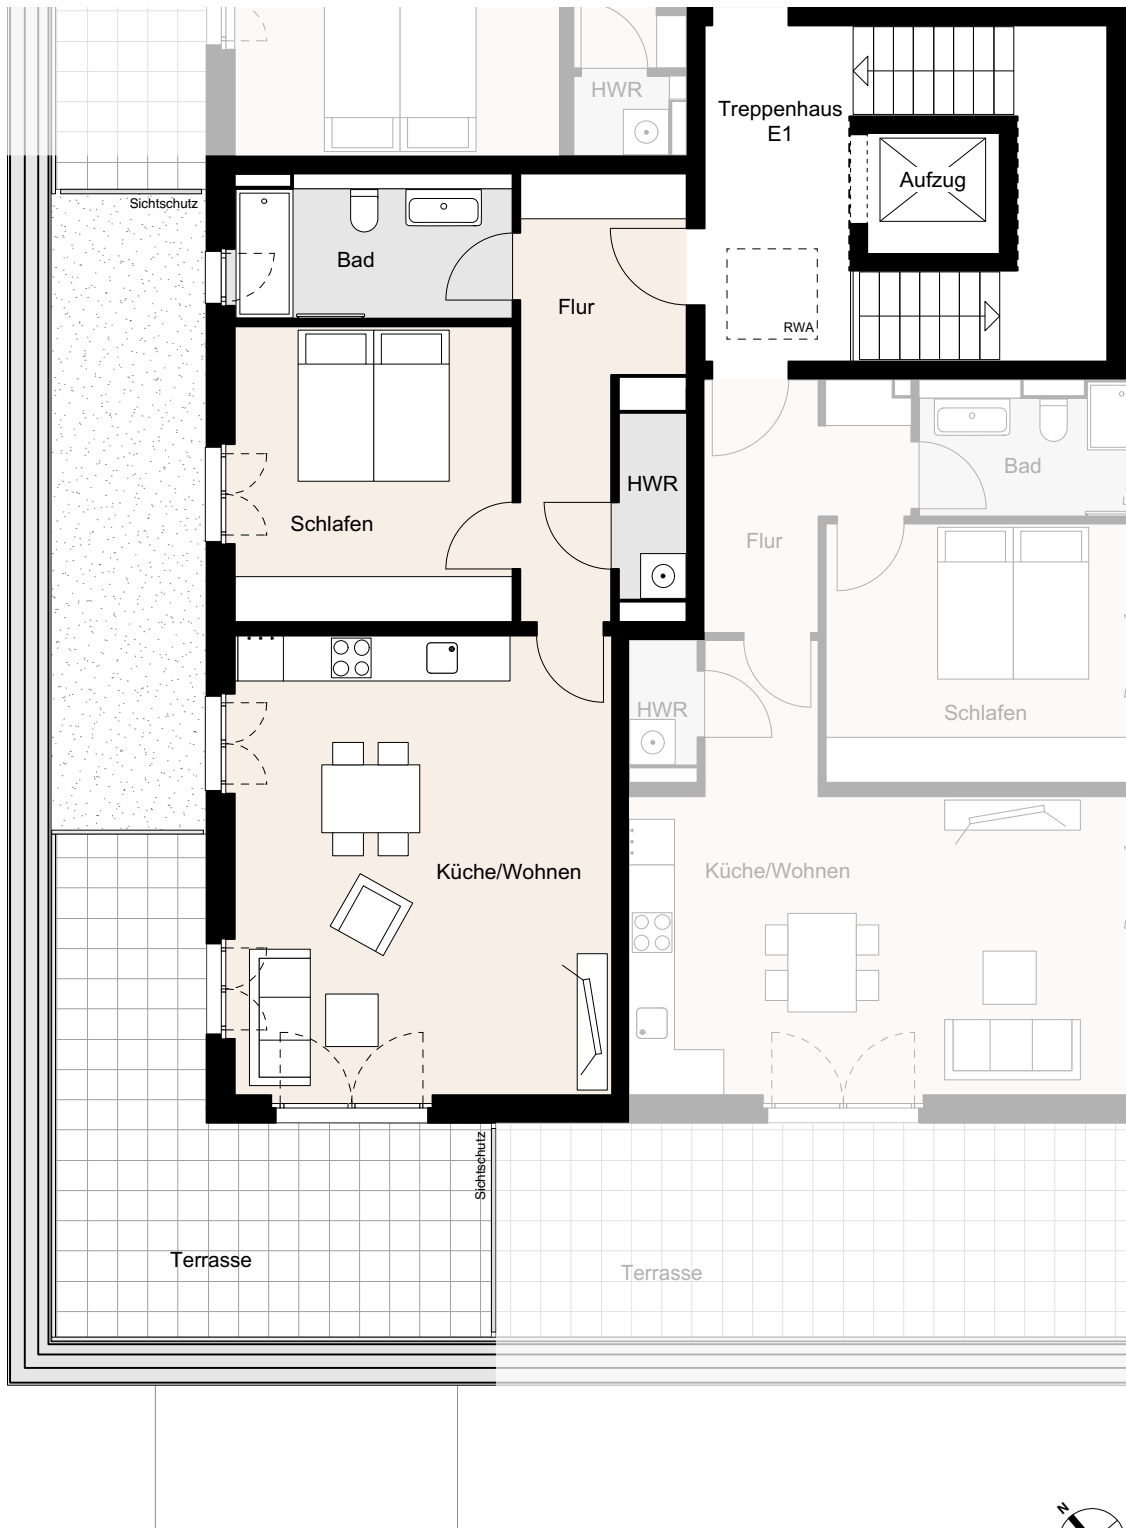 HWR
Treppenhaus
E1
Aufzug
Sichtschutz
Bad
Flur
RWA
HWR
Schlafen
Bad
Flur
HWR
Schlafen
Küche/Wohnen
Küche/Wohnen
Sichtschutz
Terrasse
Terrasse
N